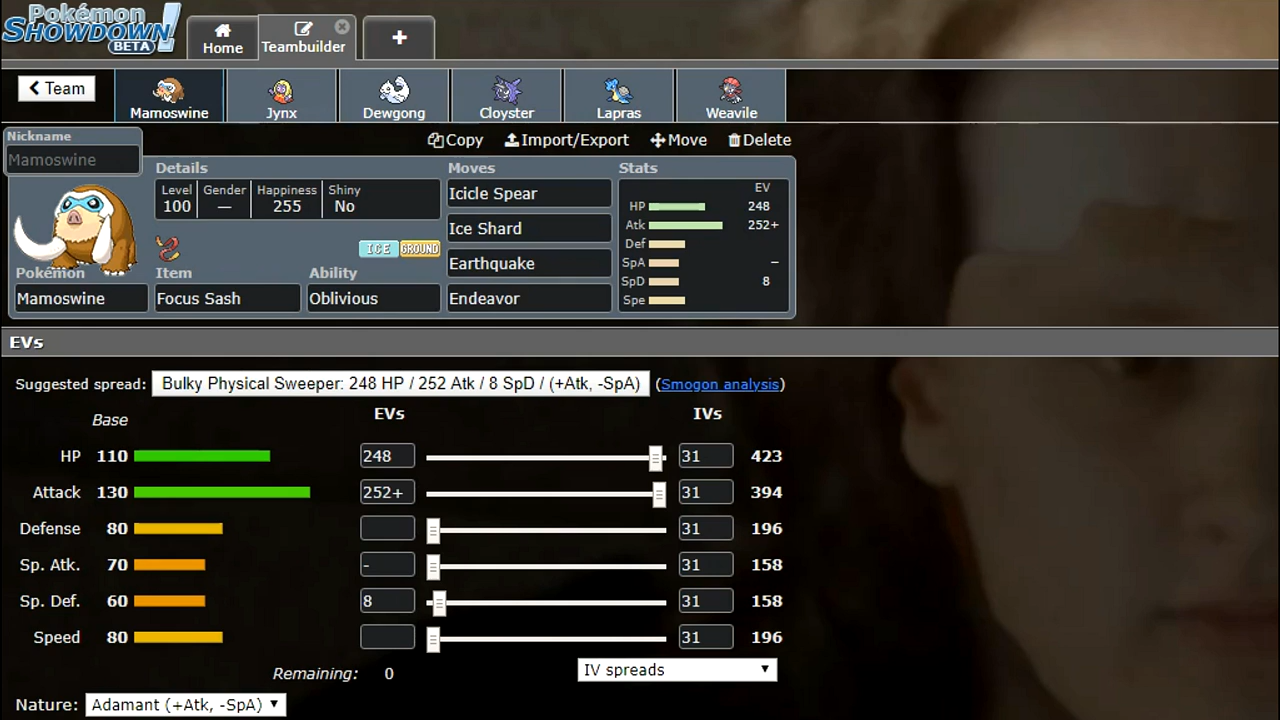 Pokémon
SHOWDOWN!
BETA
Home
Teambuilder
+
Team
Mamoswine
Jynx
Dewgong
Cloyster
Lapras
Weavile
Copy Import/Export Move Delete
Nickname
Mamoswine
Details
Level Gender Happiness Shiny
100 — 255 No
ICE GROUND
Pokémon Item Ability
Mamoswine Focus Sash Oblivious
Moves
Icicle Spear
Ice Shard
Earthquake
Endeavor
Stats
EV
HP 248
Atk 252+
Def
SpA –
SpD 8
Spe
EVs
Suggested spread: Bulky Physical Sweeper: 248 HP / 252 Atk / 8 SpD / (+Atk, -SpA) (Smogon analysis)
Base EVs IVs
HP 110 248 31 423
Attack 130 252+ 31 394
Defense 80 31 196
Sp. Atk. 70 - 31 158
Sp. Def. 60 8 31 158
Speed 80 31 196
Remaining: 0 IV spreads
Nature: Adamant (+Atk, -SpA)